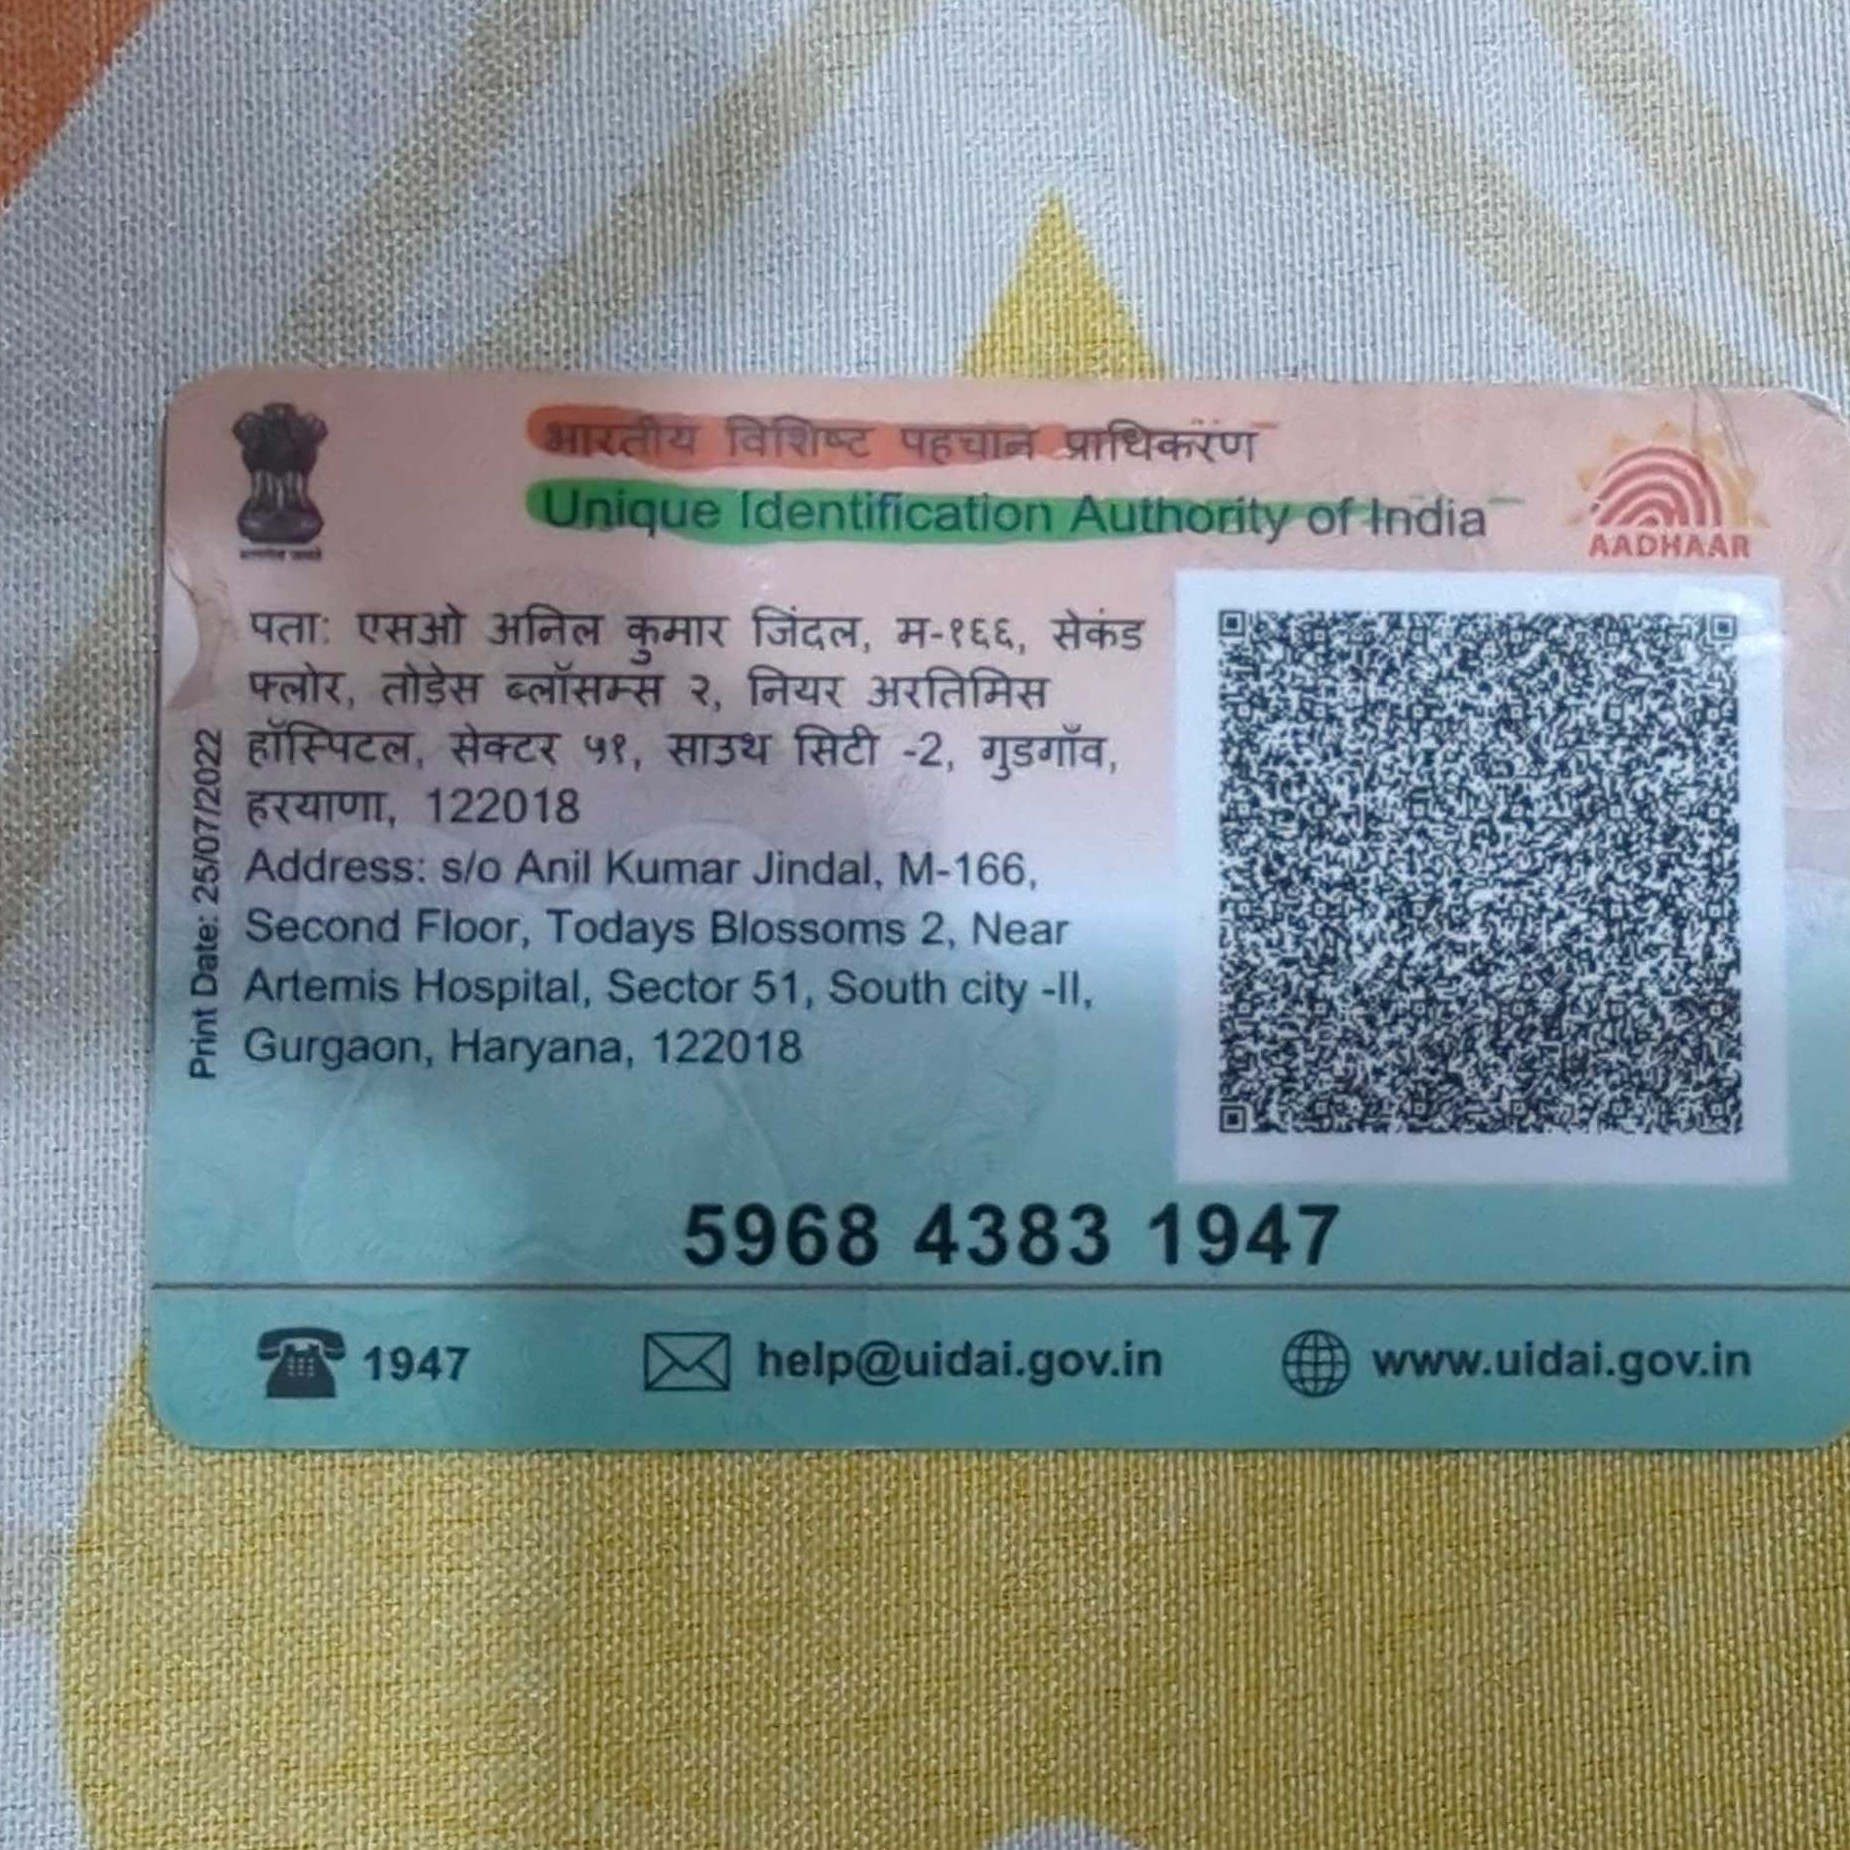 भारतीय विशिष्ट पहचान प्राधिकरण
Unique Identification Authority of India
AADHAAR
पता: एसओ अनिल कुमार जिंदल, म-१६६, सेकंड
फ्लोर, तोडेस ब्लॉसम्स २, नियर अरतिमिस
हॉस्पिटल, सेक्टर ५१, साउथ सिटी -2, गुडगाँव,
हरयाणा, 122018
Address: s/o Anil Kumar Jindal, M-166,
Second Floor, Todays Blossoms 2, Near
Artemis Hospital, Sector 51, South city -II,
Gurgaon, Haryana, 122018
Print Date: 25/07/2022
5968 4383 1947
1947
help@uidai.gov.in
www.uidai.gov.in